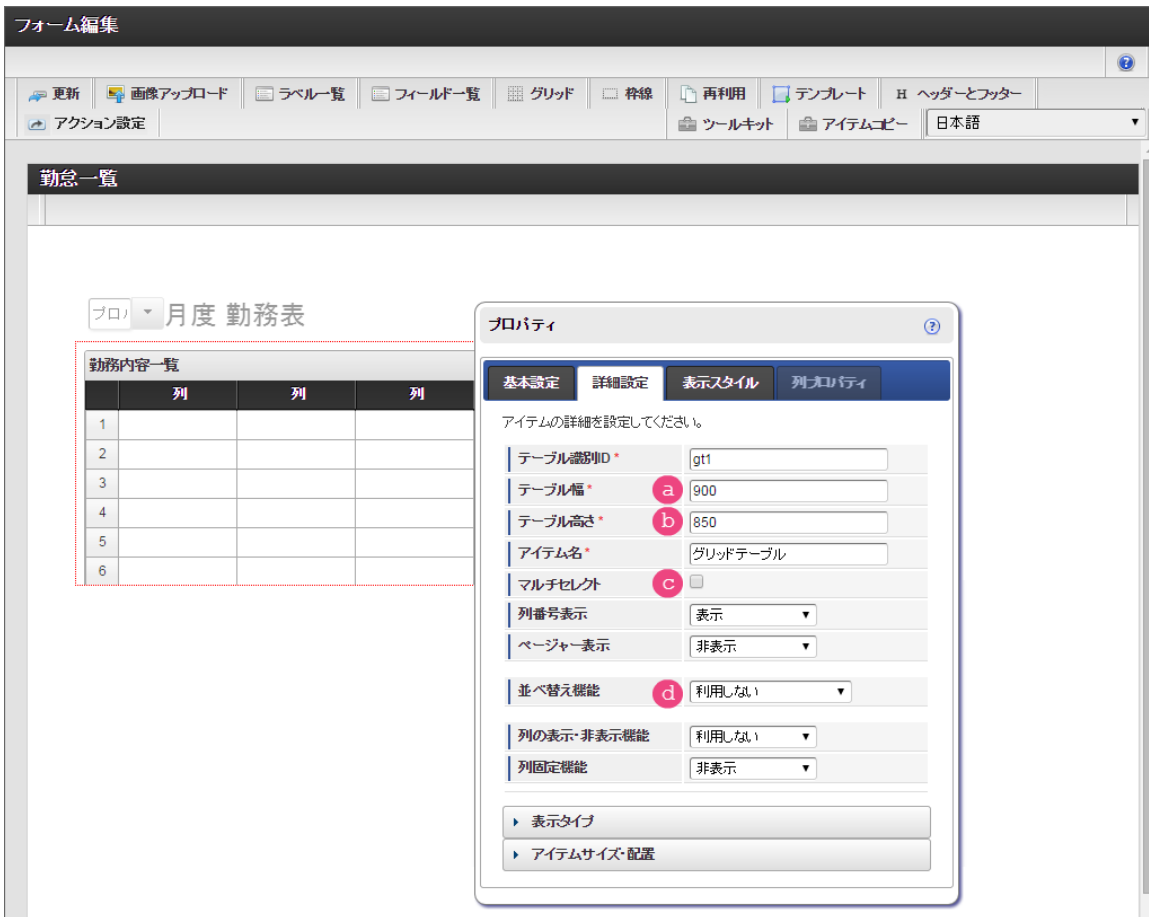 フォーム編集
更新 画像アップロード ラベル一覧 フィールド一覧 グリッド 枠線 再利用 テンプレート H ヘッダーとフッター
アクション設定 ツールキット アイテムコピー 日本語
勤怠一覧
プロパ 月度 勤務表
勤務内容一覧
列 列 列
1
2
3
4
5
6
プロパティ
基本設定 詳細設定 表示スタイル 列プロパティ
アイテムの詳細を設定してください。
テーブル識別ID * gt1
テーブル幅 * a 900
テーブル高さ * b 850
アイテム名 * グリッドテーブル
マルチセレクト c
列番号表示 表示
ページャー表示 非表示
並べ替え機能 d 利用しない
列の表示・非表示機能 利用しない
列固定機能 非表示
表示タイプ
アイテムサイズ・配置